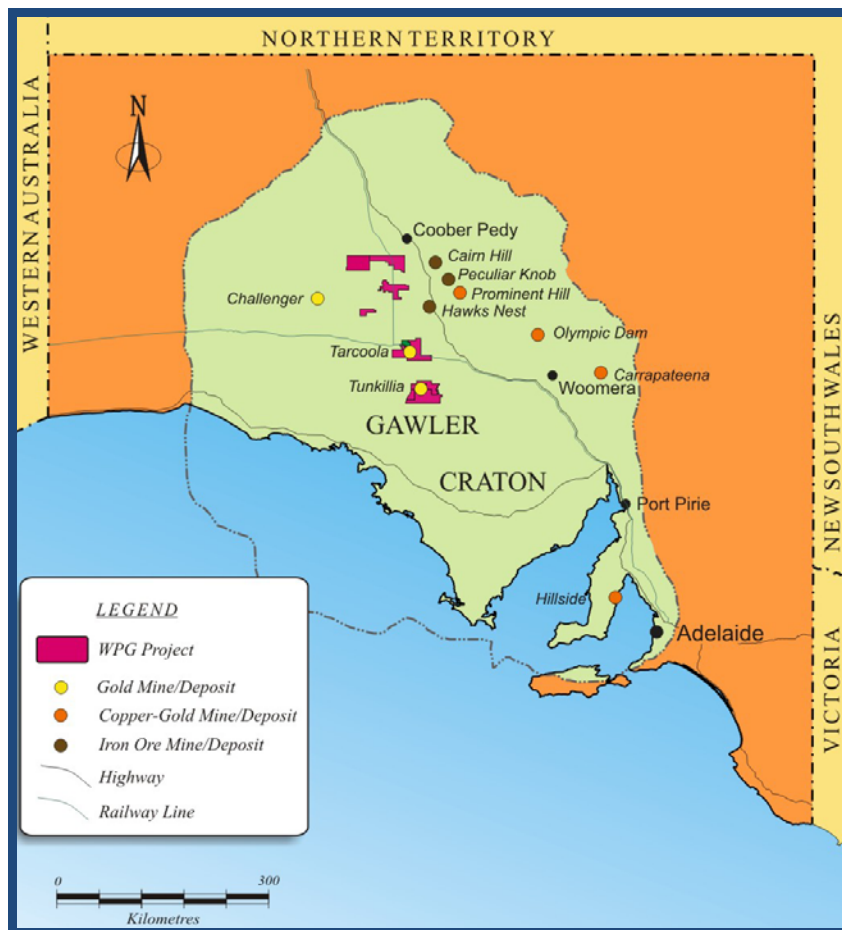 NORTHERN TERRITORY
WESTERN AUSTRALIA
N
Coober Pedy
Cairn Hill
Peculiar Knob
Prominent Hill
Challenger
Hawks Nest
Olympic Dam
Tarcoola
Carrapateena
Woomera
Tunkillia
GAWLER
CRATON
NEW SOUTH WALES
Port Pirie
Hillside
Adelaide
VICTORIA
LEGEND
WPG Project
Gold Mine/Deposit
Copper-Gold Mine/Deposit
Iron Ore Mine/Deposit
Highway
Railway Line
0 300
Kilometres